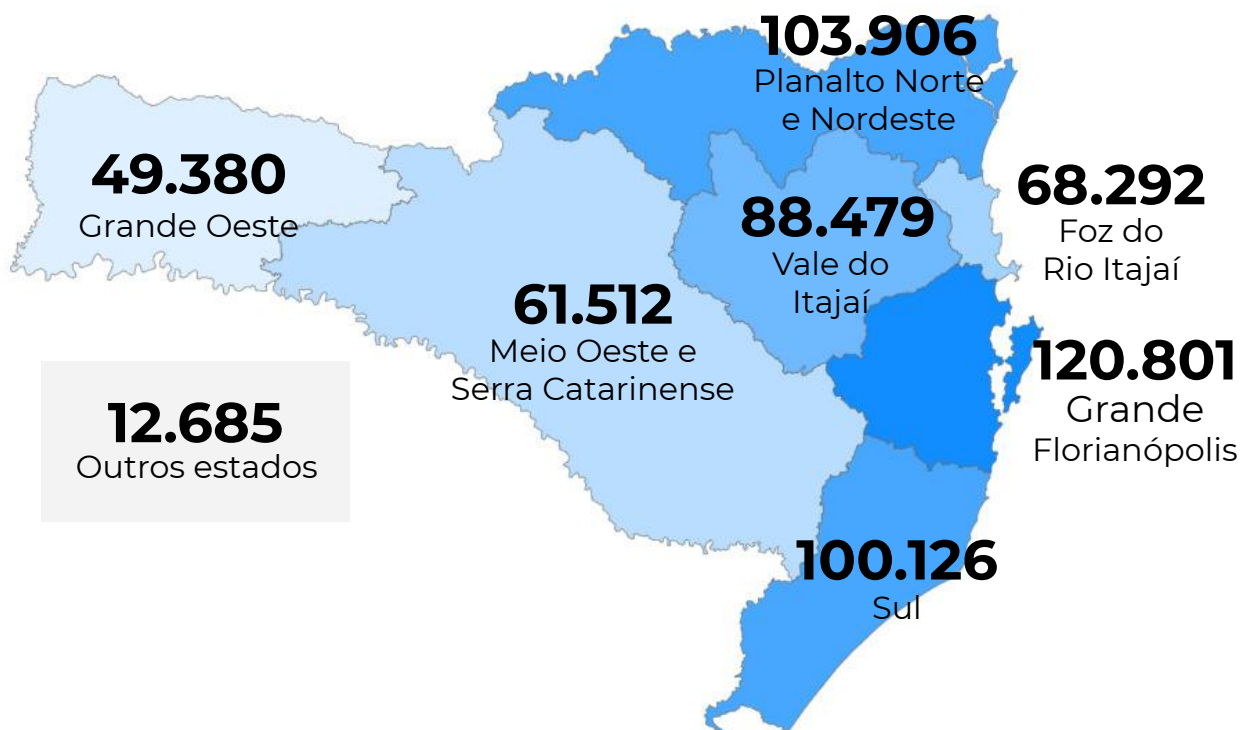 103.906
Planalto Norte
e Nordeste
49.380
Grande Oeste
88.479
Vale do
Itajaí
68.292
Foz do
Rio Itajaí
61.512
Meio Oeste e
Serra Catarinense
120.801
Grande
Florianópolis
12.685
Outros estados
100.126
Sul